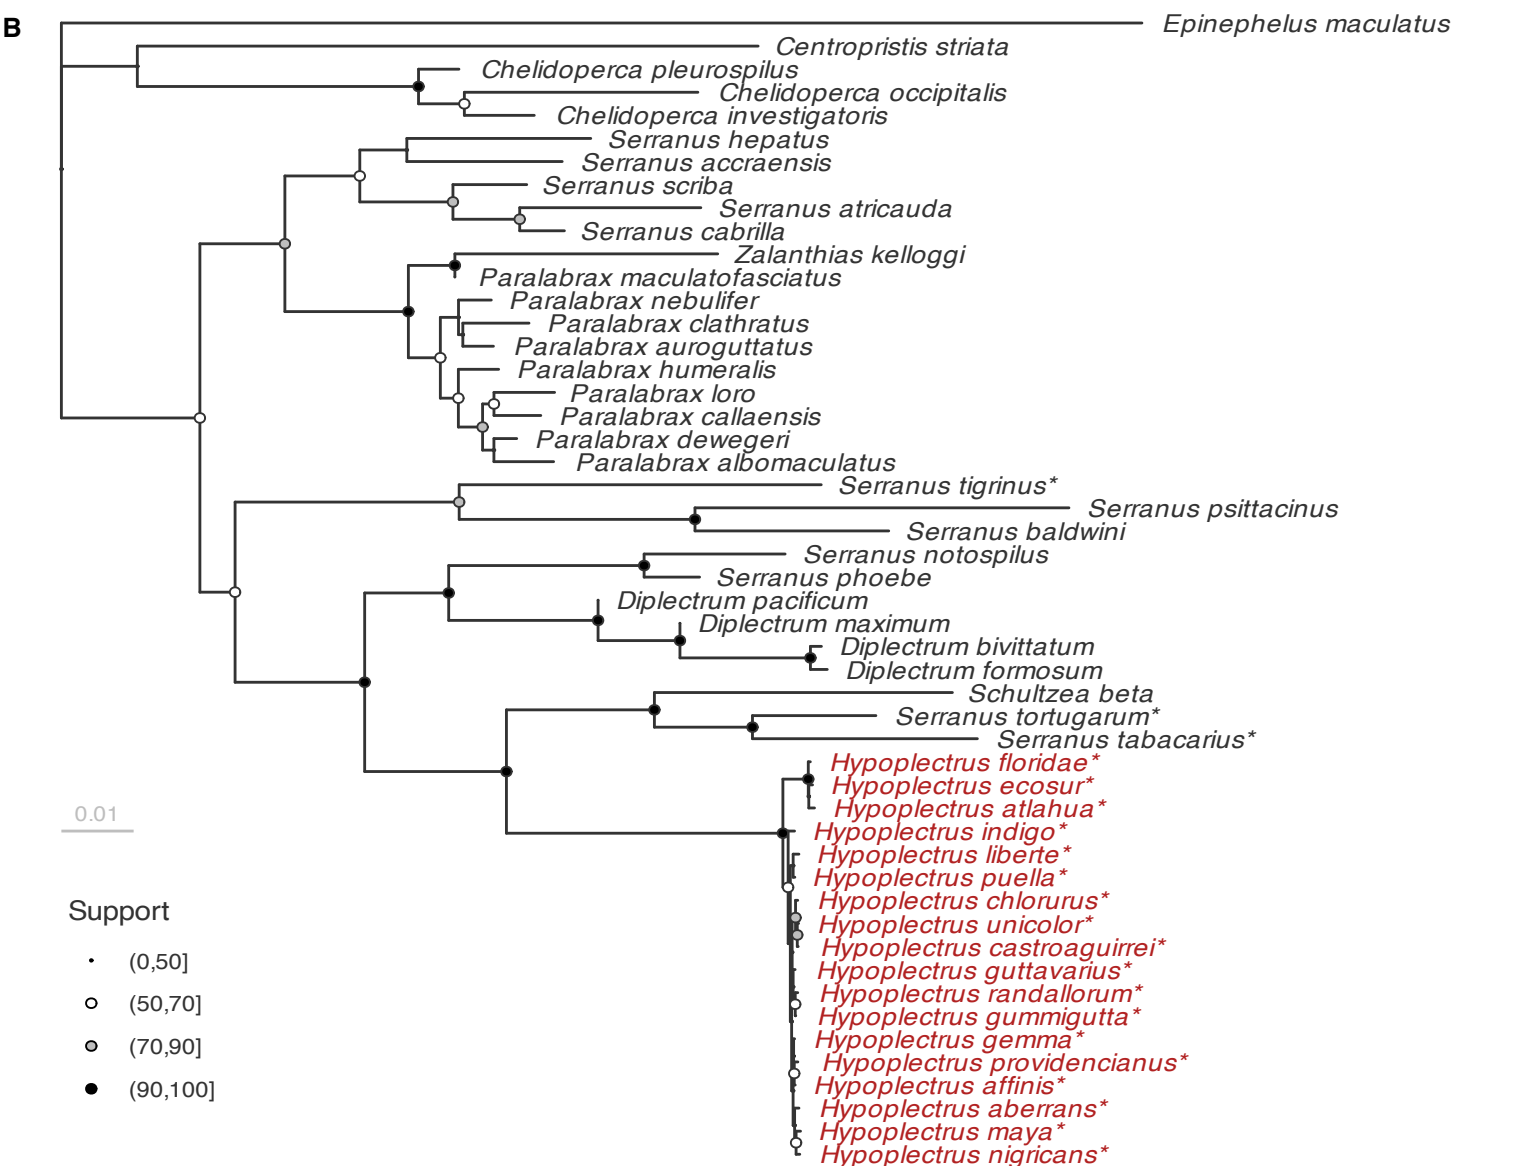 B
Epinephelus maculatus
Centropristis striata
Chelidoperca pleurospilus
Chelidoperca occipitalis
Chelidoperca investigatoris
Serranus hepatus
Serranus accraensis
Serranus scriba
Serranus atricauda
Serranus cabrilla
Zalanthias kelloggi
Paralabrax maculatofasciatus
Paralabrax nebulifer
Paralabrax clathratus
Paralabrax auroguttatus
Paralabrax humeralis
Paralabrax loro
Paralabrax callaensis
Paralabrax dewegeri
Paralabrax albomaculatus
Serranus tigrinus*
Serranus psittacinus
Serranus baldwini
Serranus notospilus
Serranus phoebe
Diplectrum pacificum
Diplectrum maximum
Diplectrum bivittatum
Diplectrum formosum
Schultzea beta
Serranus tortugarum*
Serranus tabacarius*
Hypoplectrus floridae*
Hypoplectrus ecosur*
Hypoplectrus atlahua*
Hypoplectrus indigo*
Hypoplectrus liberte*
Hypoplectrus puella*
Hypoplectrus chlorurus*
Hypoplectrus unicolor*
Hypoplectrus castroaguirrei*
Hypoplectrus guttavarius*
Hypoplectrus randallorum*
Hypoplectrus gummigutta*
Hypoplectrus gemma*
Hypoplectrus providencianus*
Hypoplectrus affinis*
Hypoplectrus aberrans*
Hypoplectrus maya*
Hypoplectrus nigricans*
0.01
Support
(0,50]
(50,70]
(70,90]
(90,100]